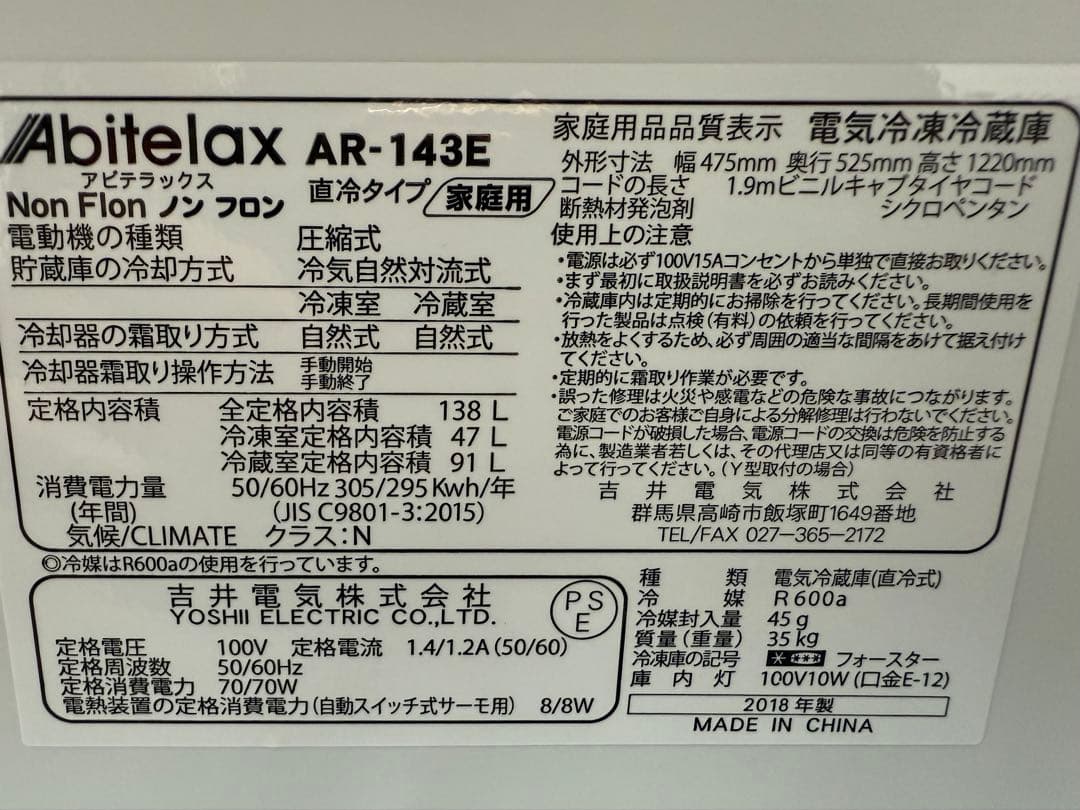 Abitelax AR-143E
アビテラックス
Non Flon ノン フロン 直冷タイプ 家庭用
電動機の種類 圧縮式
貯蔵庫の冷却方式 冷気自然対流式
冷凍室 冷蔵室
冷却器の霜取り方式 自然式 自然式
冷却器霜取り操作方法 手動開始
手動終了
定格内容積 全定格内容積 138 L
冷凍室定格内容積 47 L
冷蔵室定格内容積 91 L
消費電力量 50/60Hz 305/295Kwh/年
(年間) (JIS C9801-3:2015)
気候/CLIMATE クラス:N
家庭用品品質表示 電気冷凍冷蔵庫
外形寸法 幅475mm 奥行525mm 高さ1220mm
コードの長さ 1.9mビニルキャブタイヤコード
断熱材発泡剤 シクロペンタン
使用上の注意
・電源は必ず100V15Aコンセントから単独で直接お取りください。
・まず最初に取扱説明書を必ずお読みください。
・冷蔵庫内は定期的にお掃除を行ってください。長期間使用を
行った製品は点検(有料)の依頼を行ってください。
・放熱をよくするため、必ず周囲の適当な間隔をあけて据え付け
てください。
・定期的に霜取り作業が必要です。
・誤った修理は火災や感電などの危険な事故につながります。
ご家庭でのお客様ご自身による分解修理は行わないでください。
電源コードが破損した場合、電源コードの交換は危険を防止する
為に、製造業者若しくは、その代理店又は同等の有資格者に
よって行ってください。(Y型取付の場合)
吉井電気株式会社
群馬県高崎市飯塚町1649番地
TEL/FAX 027-365-2172
◎冷媒はR600aの使用を行っています。
吉井電気株式会社
YOSHII ELECTRIC CO.,LTD.
PS
E
定格電圧 100V 定格電流 1.4/1.2A(50/60)
定格周波数 50/60Hz
定格消費電力 70/70W
電熱装置の定格消費電力(自動スイッチ式サーモ用) 8/8W
種類 電気冷蔵庫(直冷式)
冷媒 R600a
冷媒封入量 45g
質量(重量) 35kg
冷凍庫の記号 * *** フォースター
庫内灯 100V10W(口金E-12)
2018年製
MADE IN CHINA